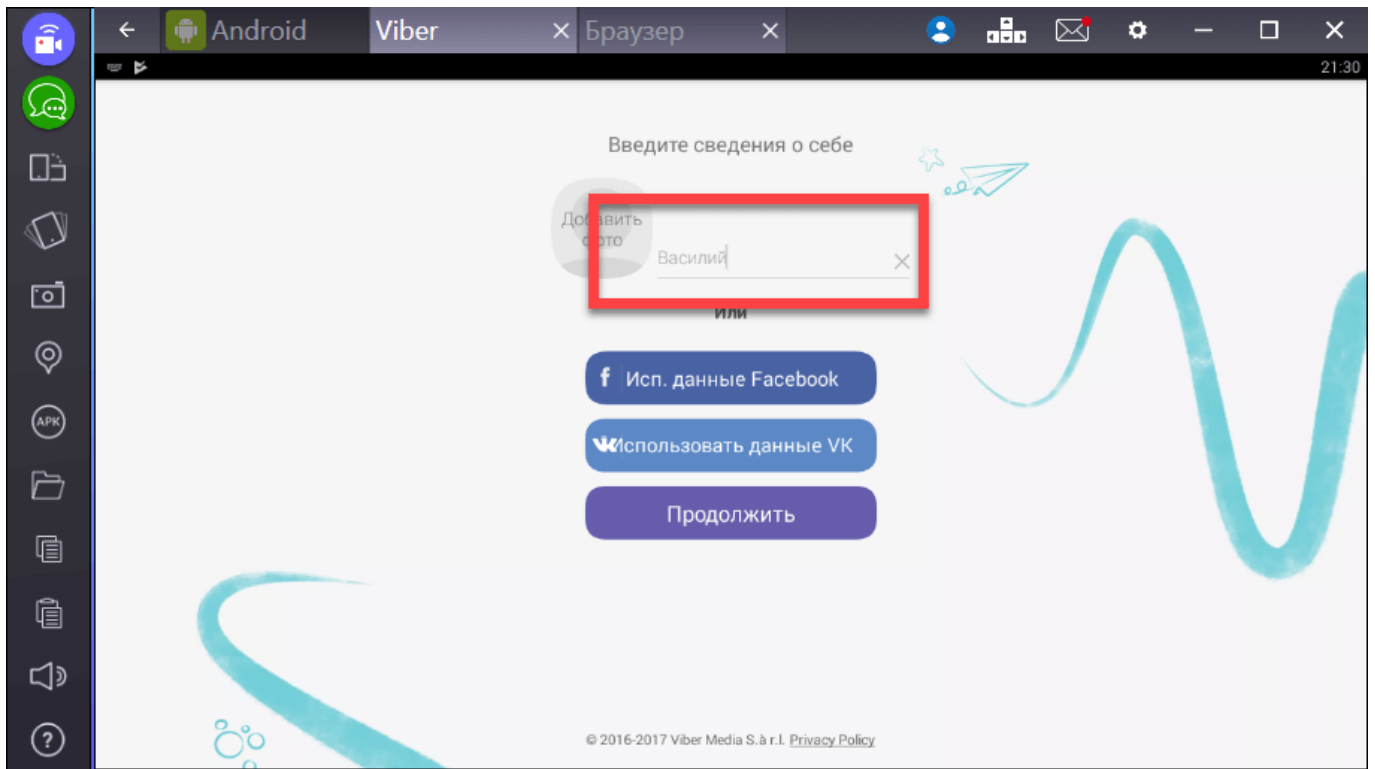 Android
Viber
Браузер
21:30
Введите сведения о себе
Добавить
фото
Василий
Или
f Исп. данные Facebook
Использовать данные VK
APK
Продолжить
© 2016-2017 Viber Media S.à r.l. Privacy Policy
?